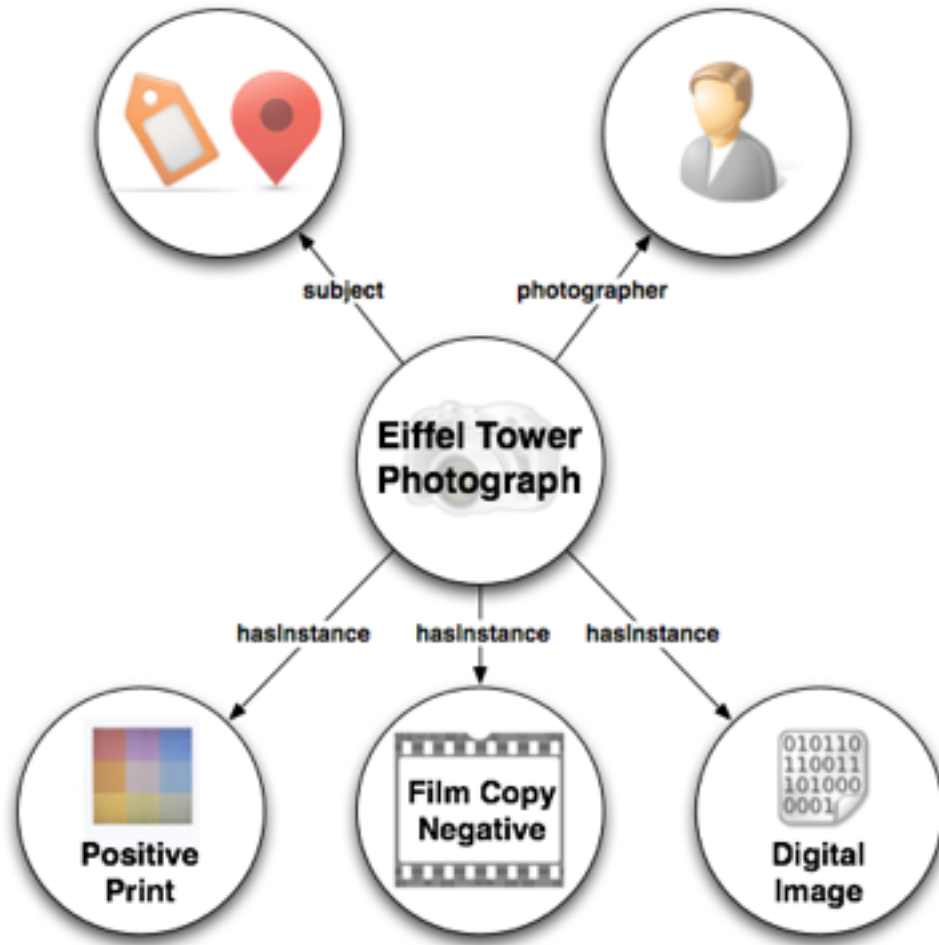 subject
photographer
Eiffel Tower
Photograph
hasInstance
hasInstance
hasInstance
Positive
Print
Film Copy
Negative
010110
110011
101000
0001
Digital
Image